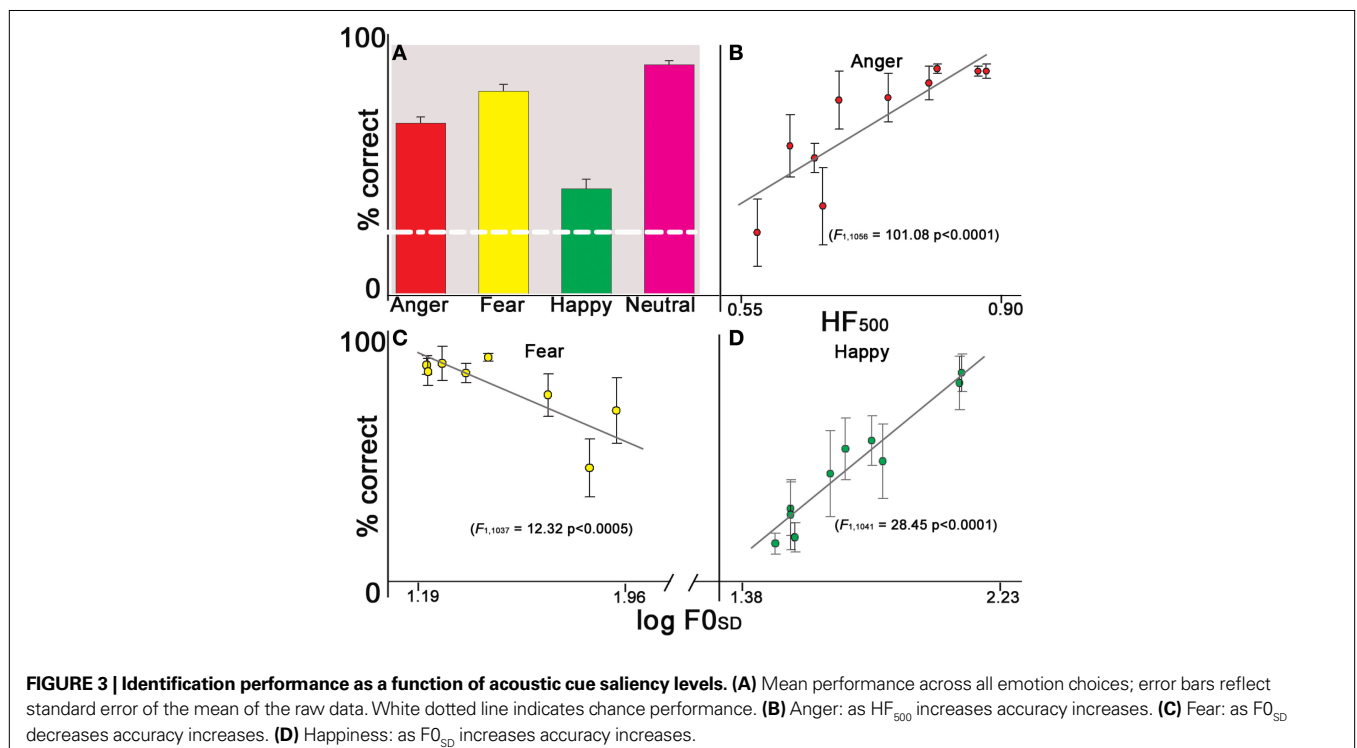 100
A
B
Anger
% correct
(F1,1056 = 101.08 p<0.0001)
0
Anger Fear Happy Neutral
0.55
HF500
0.90
100
C
Fear
D
Happy
% correct
(F1,1037 = 12.32 p<0.0005)
(F1,1041 = 28.45 p<0.0001)
0
1.19
1.96
1.38
2.23
log F0SD
FIGURE 3 | Identification performance as a function of acoustic cue saliency levels. (A) Mean performance across all emotion choices; error bars reflect
standard error of the mean of the raw data. White dotted line indicates chance performance. (B) Anger: as HF500 increases accuracy increases. (C) Fear: as F0SD
decreases accuracy increases. (D) Happiness: as F0SD increases accuracy increases.